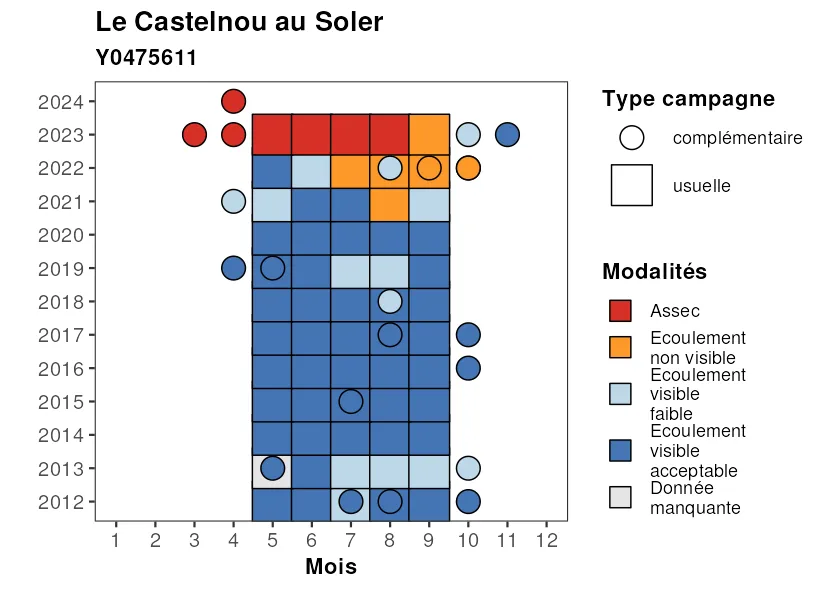 Le Castelnou au Soler
Y0475611
2024
2023
2022
2021
2020
2019
2018
2017
2016
2015
2014
2013
2012
1 2 3 4 5 6 7 8 9 10 11 12
Mois
Type campagne
complémentaire
usuelle
Modalités
Assec
Ecoulement
non visible
Ecoulement
visible
faible
Ecoulement
visible
acceptable
Donnée
manquante